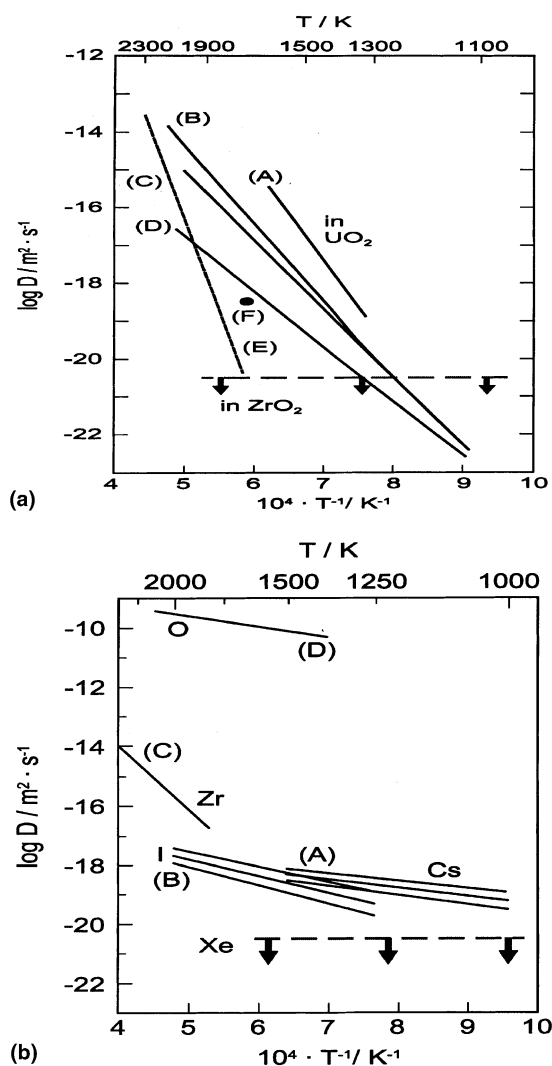 T / K
2300 1900 1500 1300 1100
-12
(B)
-14
(A)
(C)
in
UO₂
-16
(D)
log D / m² · s⁻¹
-18
(F)
(E)
-20
in ZrO₂
-22
4 5 6 7 8 9 10
(a)
10⁴ · T⁻¹/ K⁻¹
T / K
2000 1500 1250 1000
-10
O
(D)
-12
-14
(C)
log D / m² · s⁻¹
-16
Zr
I
(A)
Cs
-18
(B)
-20
Xe
-22
4 5 6 7 8 9 10
(b)
10⁴ · T⁻¹/ K⁻¹